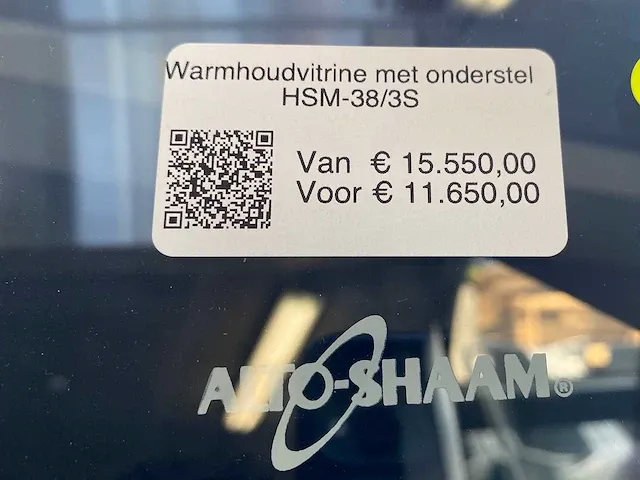 Warmhoudvitrine met onderstel
HSM-38/3S
Van € 15.550,00
Voor € 11.650,00
ALTO-SHAAM®